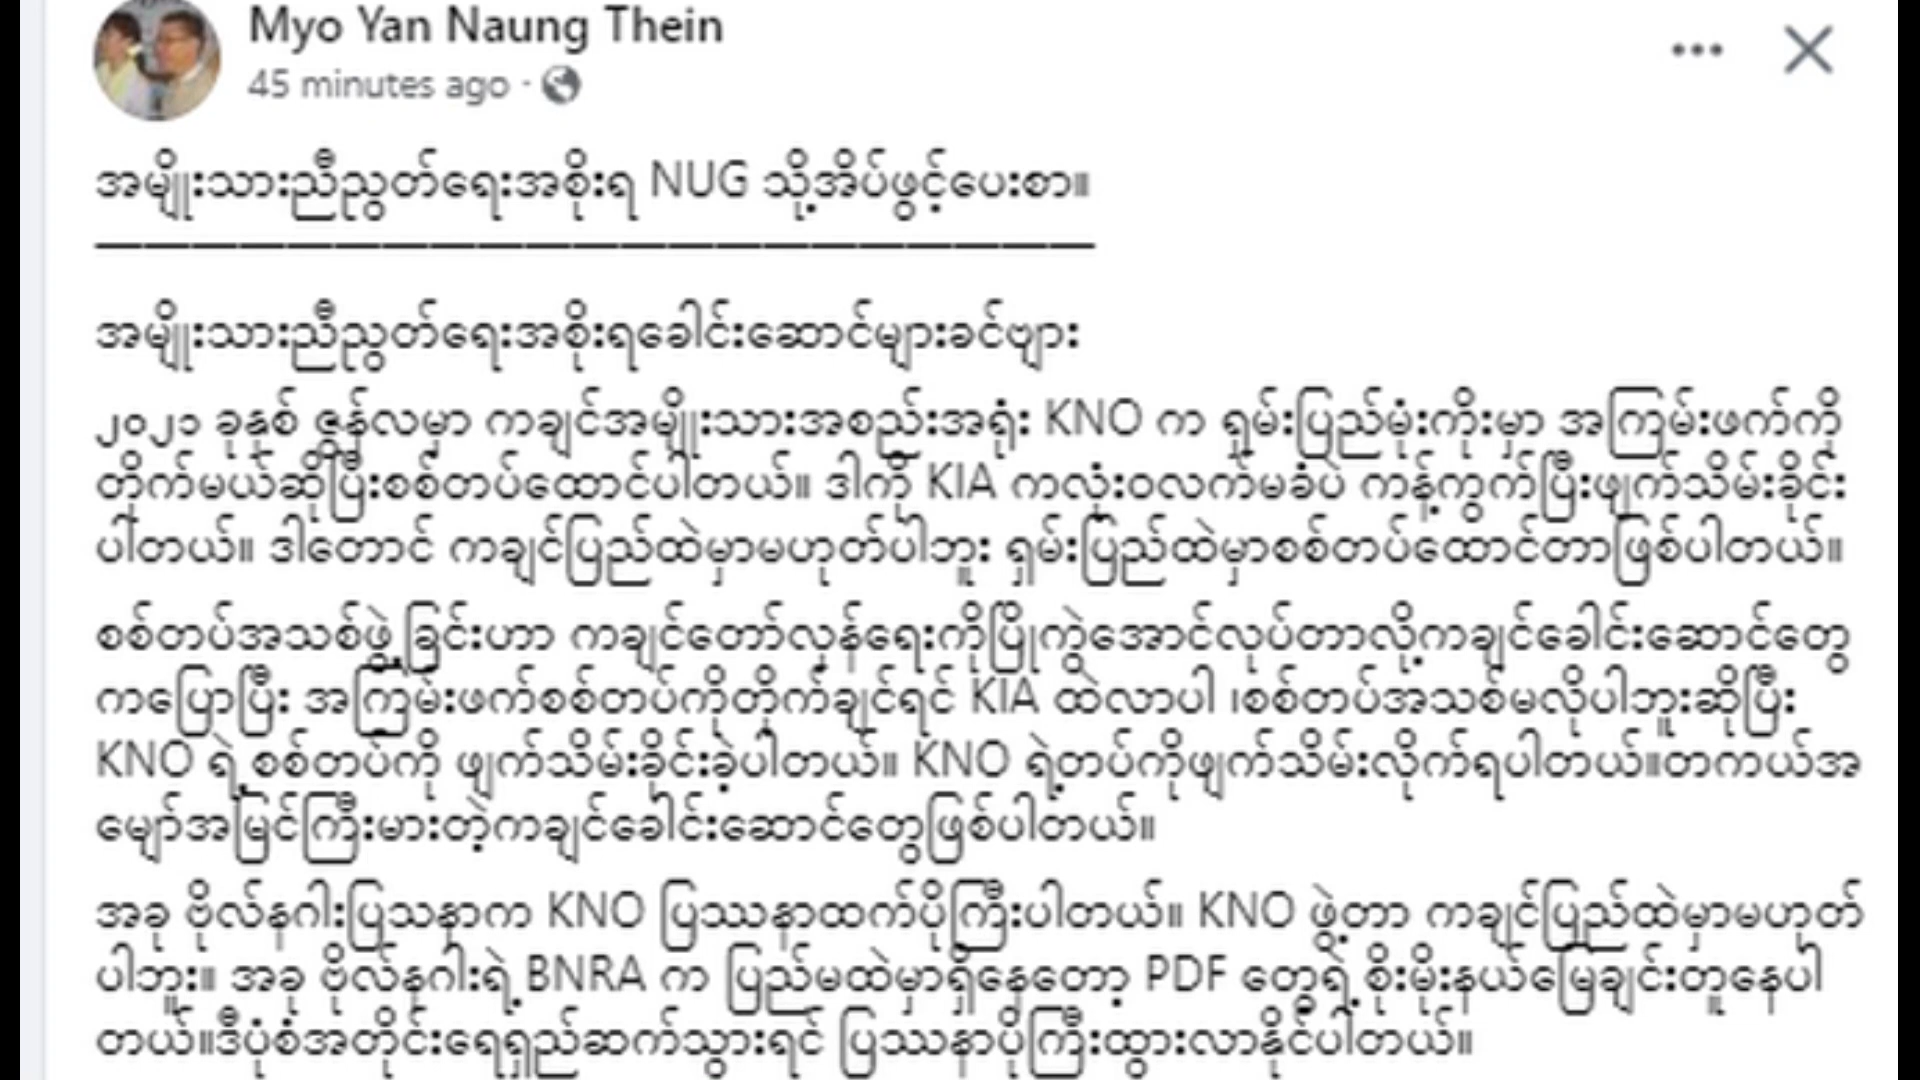 Myo Yan Naung Thein
45 minutes ago ·
အမျိုးသားညီညွတ်ရေးအစိုးရ NUG သို့အိပ်ဖွင့်ပေးစာ။
အမျိုးသားညီညွတ်ရေးအစိုးရခေါင်းဆောင်များခင်ဗျား
၂၀၂၁ ခုနှစ် ဇွန်လမှာ ကချင်အမျိုးသားအစည်းအရုံး KNO က ရှမ်းပြည်မုံးကိုးမှာ အကြမ်းဖက်ကို
တိုက်မယ်ဆိုပြီးစစ်တပ်ထောင်ပါတယ်။ ဒါကို KIA ကလုံးဝလက်မခံပဲ ကန့်ကွက်ပြီးဖျက်သိမ်းခိုင်း
ပါတယ်။ ဒါတောင် ကချင်ပြည်ထဲမှာမဟုတ်ပါဘူး ရှမ်းပြည်ထဲမှာစစ်တပ်ထောင်တာဖြစ်ပါတယ်။
စစ်တပ်အသစ်ဖွဲ့ခြင်းဟာ ကချင်တော်လှန်ရေးကိုပြိုကွဲအောင်လုပ်တာလို့ကချင်ခေါင်းဆောင်တွေ
ကပြောပြီး အကြမ်းဖက်စစ်တပ်ကိုတိုက်ချင်ရင် KIA ထဲလာပါ ၊စစ်တပ်အသစ်မလိုပါဘူးဆိုပြီး
KNO ရဲ့စစ်တပ်ကို ဖျက်သိမ်းခိုင်းခဲ့ပါတယ်။ KNO ရဲ့တပ်ကိုဖျက်သိမ်းလိုက်ရပါတယ်။တကယ်အ
မျှော်အမြင်ကြီးမားတဲ့ကချင်ခေါင်းဆောင်တွေဖြစ်ပါတယ်။
အခု ဗိုလ်နဂါးပြသနာက KNO ပြဿနာထက်ပိုကြီးပါတယ်။ KNO ဖွဲ့တာ ကချင်ပြည်ထဲမှာမဟုတ်
ပါဘူး။ အခု ဗိုလ်နဂါးရဲ့ BNRA က ပြည်မထဲမှာရှိနေတော့ PDF တွေရဲ့စိုးမိုးနယ်မြေချင်းတူနေပါ
တယ်။ဒီပုံစံအတိုင်းရေရှည်ဆက်သွားရင် ပြဿနာပိုကြီးထွားလာနိုင်ပါတယ်။